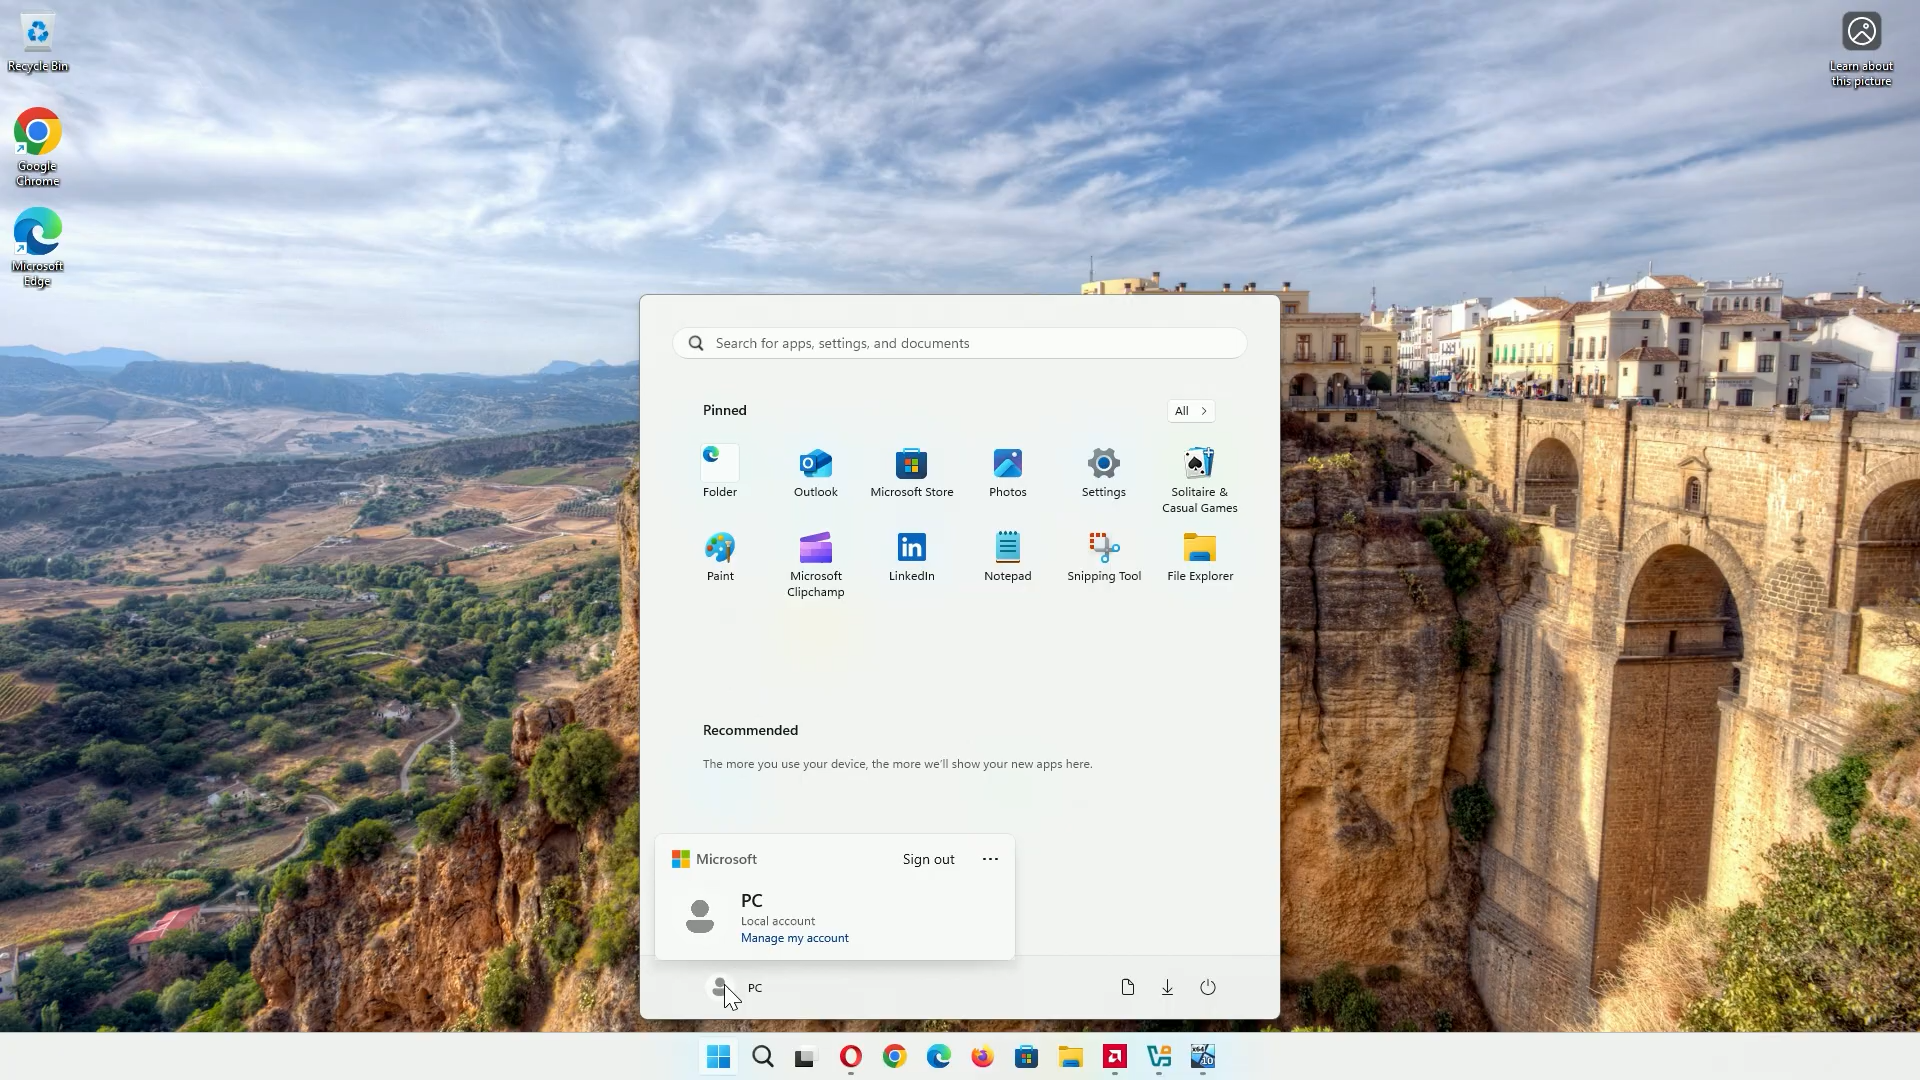 Recycle Bin
Google
Chrome
Microsoft
Edge
Learn about
this picture
Search for apps, settings, and documents
Pinned
All
Folder
Outlook
Microsoft Store
Photos
Settings
Solitaire &
Casual Games
Paint
Microsoft
Clipchamp
LinkedIn
Notepad
Snipping Tool
File Explorer
Recommended
The more you use your device, the more we'll show your new apps here.
Microsoft
Sign out
PC
Local account
Manage my account
PC